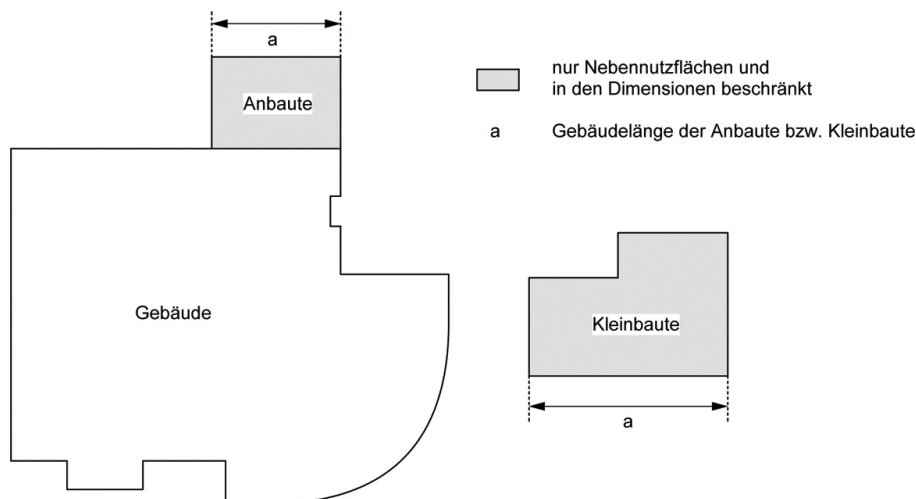 a
Anbaute
nur Nebennutzflächen und
in den Dimensionen beschränkt
a Gebäudelänge der Anbaute bzw. Kleinbaute
Gebäude
Kleinbaute
a